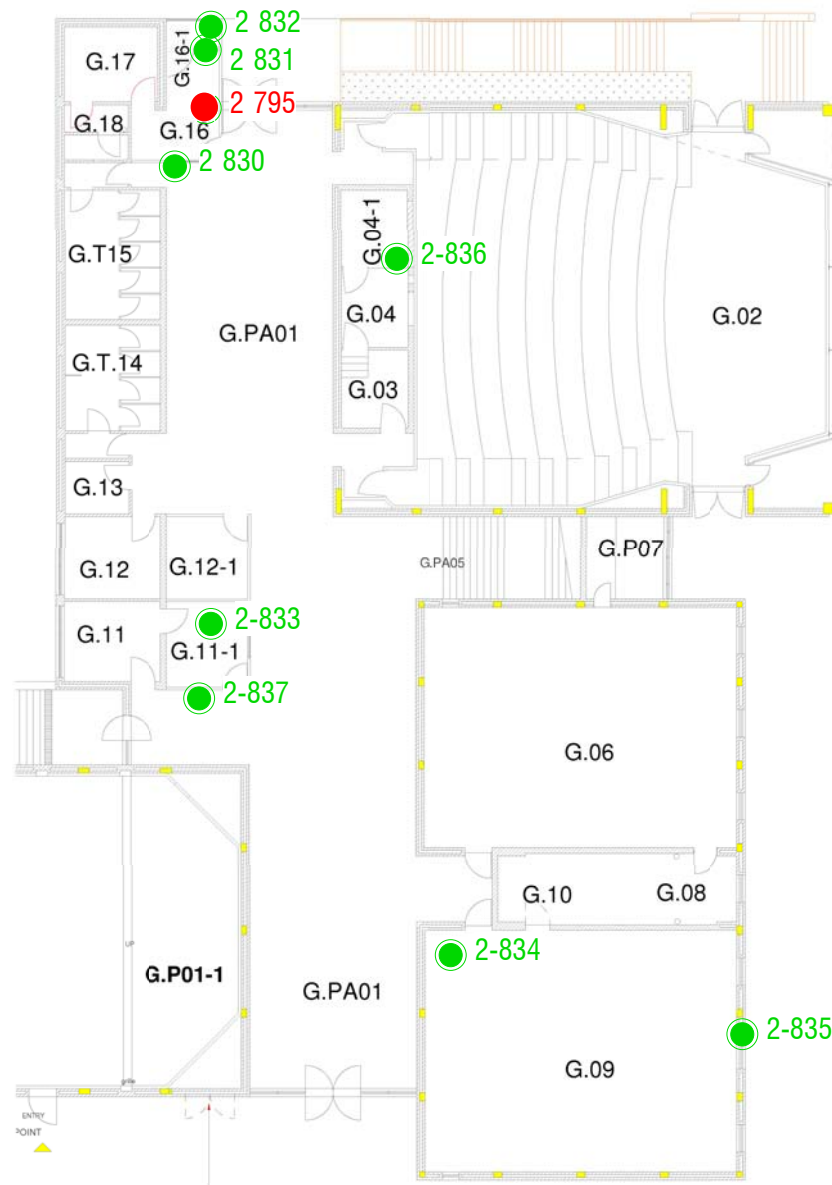 2 832
G.16-1
G.17
2 831
2 795
G.18
G.16
2 830
G.04-1
G.T15
2-836
G.04
G.02
G.PA01
G.T.14
G.03
G.13
G.P07
G.PA05
G.12
G.12-1
2-833
G.11
G.11-1
2-837
G.06
G.10
G.08
UP
2-834
G.P01-1
G.PA01
2-835
G.09
ENTRY
POINT